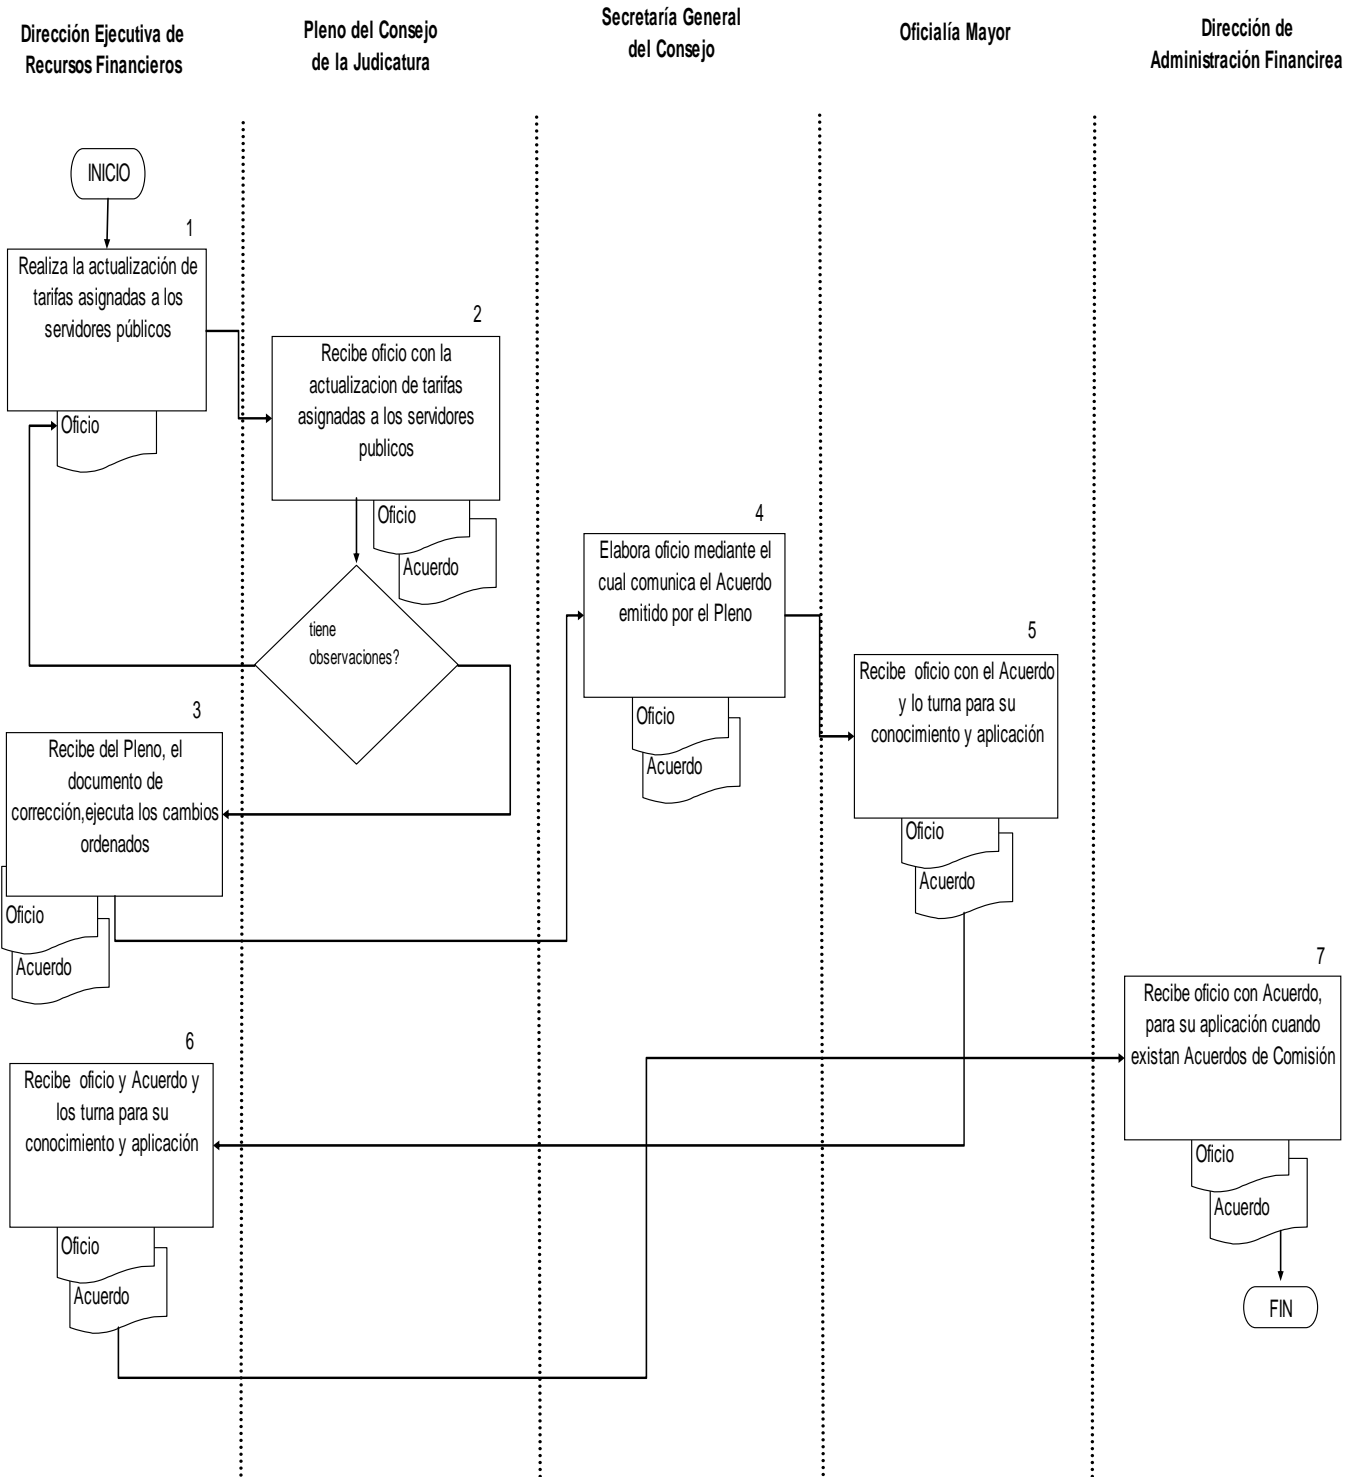 Dirección Ejecutiva de
Recursos Financieros
Pleno del Consejo
de la Judicatura
Secretaría General
del Consejo
Oficialía Mayor
Dirección de
Administración Financirea
INICIO
1
Realiza la actualización de
tarifas asignadas a los
servidores públicos
Oficio
2
Recibe oficio con la
actualizacion de tarifas
asignadas a los servidores
publicos
Oficio
Acuerdo
tiene
observaciones?
3
Recibe del Pleno, el
documento de
corrección,ejecuta los cambios
ordenados
Oficio
Acuerdo
4
Elabora oficio mediante el
cual comunica el Acuerdo
emitido por el Pleno
Oficio
Acuerdo
5
Recibe oficio con el Acuerdo
y lo turna para su
conocimiento y aplicación
Oficio
Acuerdo
6
Recibe oficio y Acuerdo y
los turna para su
conocimiento y aplicación
Oficio
Acuerdo
7
Recibe oficio con Acuerdo,
para su aplicación cuando
existan Acuerdos de Comisión
Oficio
Acuerdo
FIN